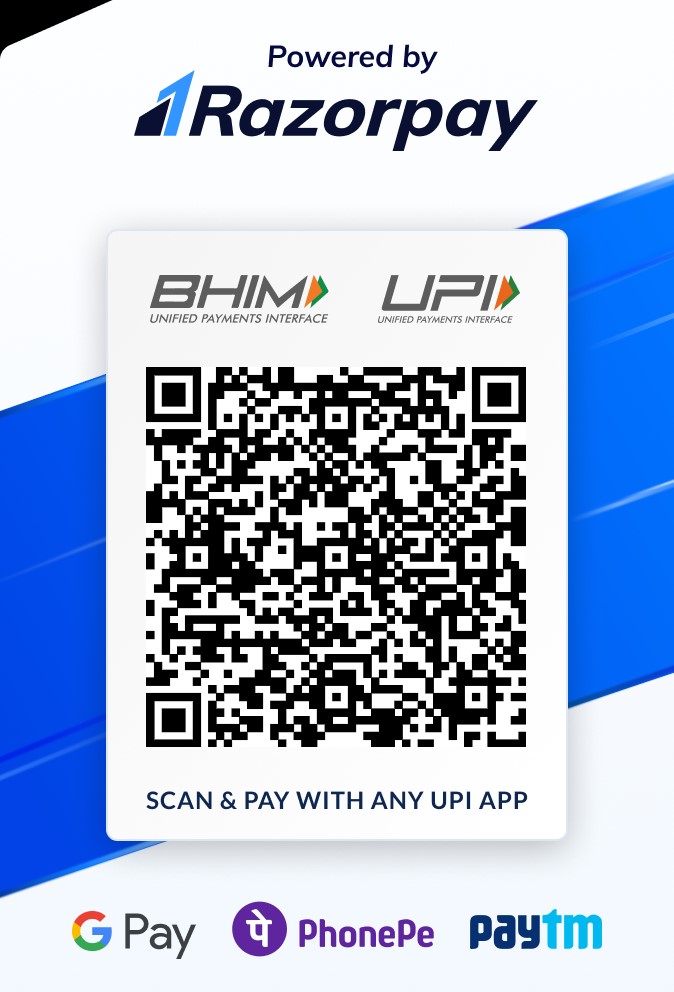 Powered by
Razorpay
BHIM UPI
UNIFIED PAYMENTS INTERFACE UNIFIED PAYMENTS INTERFACE
SCAN & PAY WITH ANY UPI APP
G Pay पे PhonePe paytm